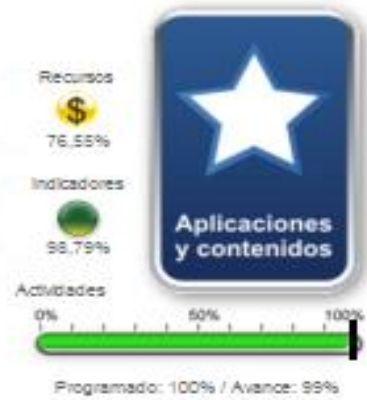 Recursos
$
76,55%
Indicadores
98,79%
Aplicaciones
y contenidos
Actividades
0% 50% 100%
Programado: 100% / Avance: 99%